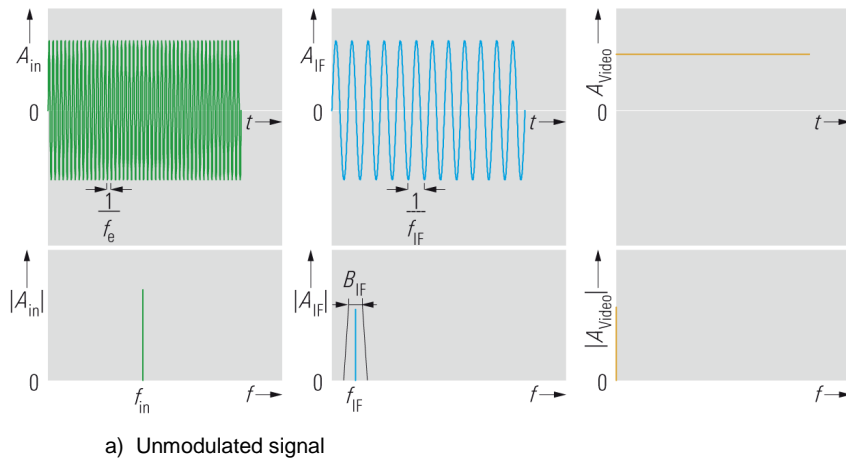 A_in
0
t
1
f_e
A_IF
0
t
1
f_IF
A_Video
0
t
|A_in|
0
f_in
f
B_IF
|A_IF|
0
f_IF
f
|A_Video|
0
f
a) Unmodulated signal